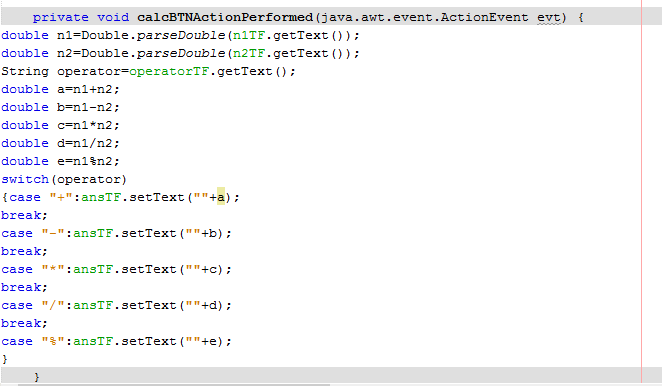 private void calcBTNActionPerformed(java.awt.event.ActionEvent evt) {
double n1=Double.parseDouble(n1TF.getText());
double n2=Double.parseDouble(n2TF.getText());
String operator=operatorTF.getText();
double a=n1+n2;
double b=n1-n2;
double c=n1*n2;
double d=n1/n2;
double e=n1%n2;
switch(operator)
{case "+":ansTF.setText(""+a);
break;
case "-":ansTF.setText(""+b);
break;
case "*":ansTF.setText(""+c);
break;
case "/":ansTF.setText(""+d);
break;
case "%":ansTF.setText(""+e);
}
}